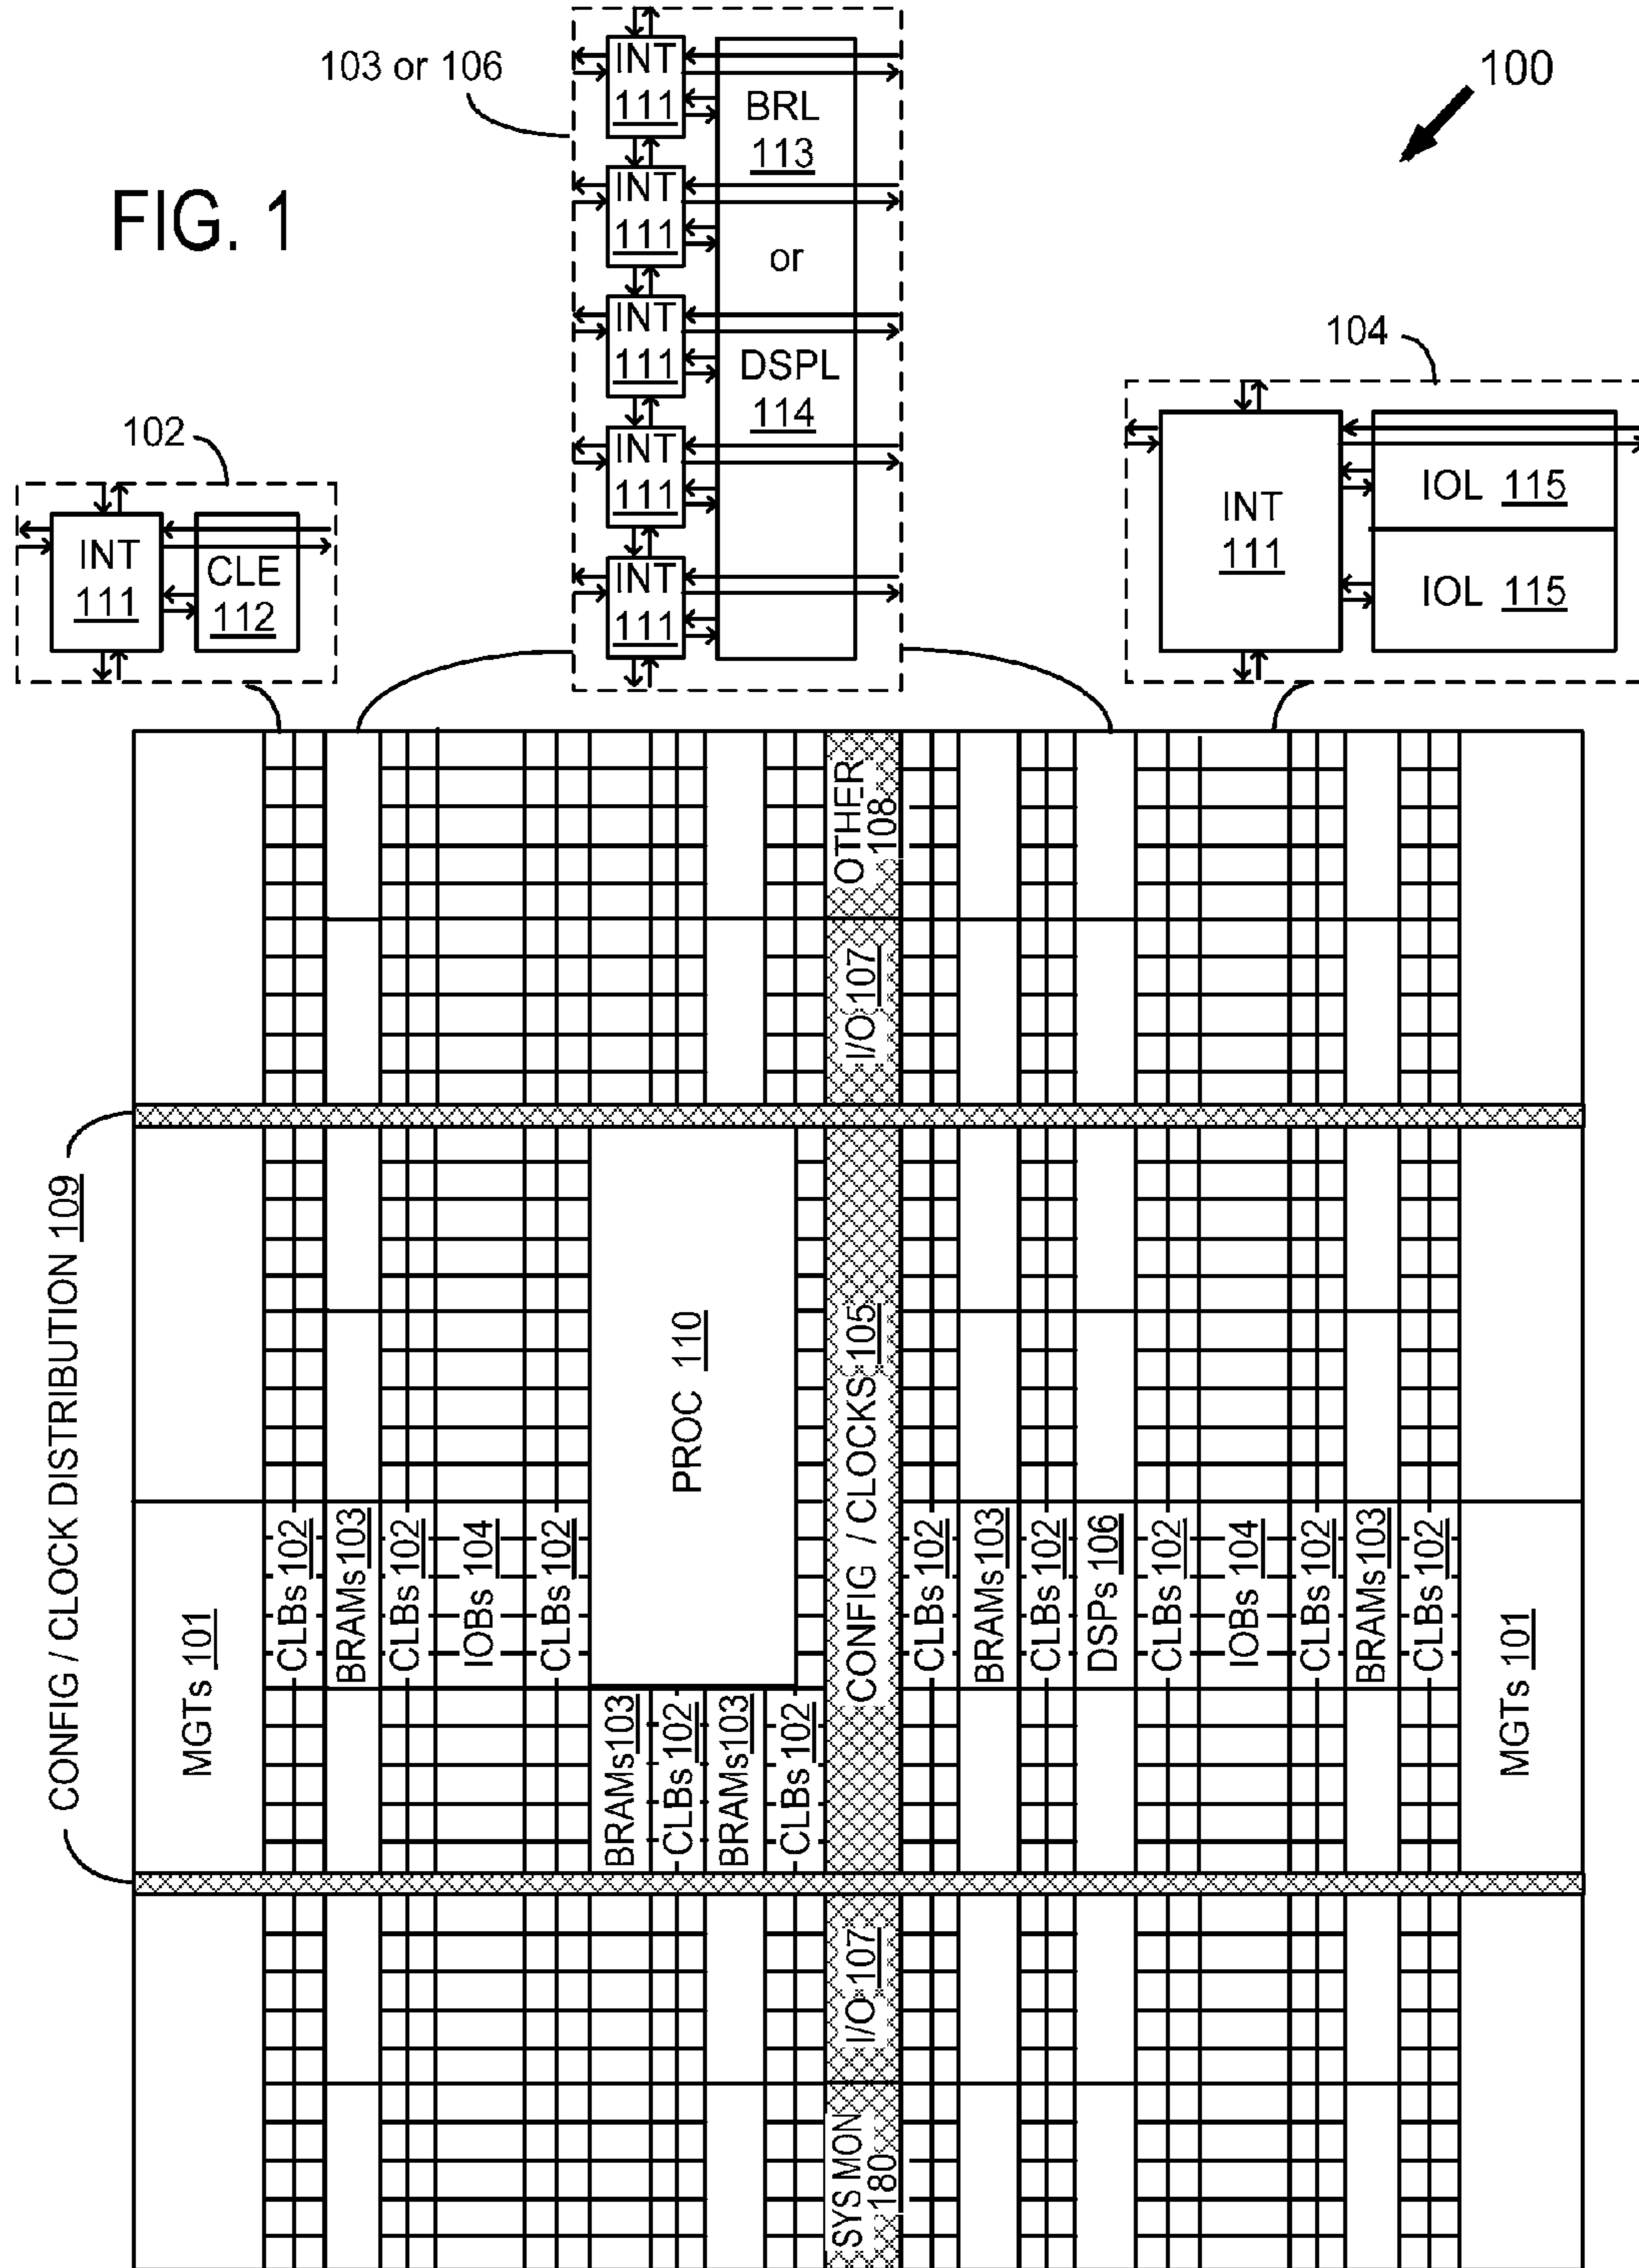 FIG. 1
100
103 or 106
INT
111
INT
111
INT
111
INT
111
INT
111
BRL
113
or
DSPL
114
104
INT
111
IOL 115
IOL 115
102
INT
111
CLE
112
CONFIG / CLOCK DISTRIBUTION 109
OTHER
108
I/O 107
PROC 110
CONFIG / CLOCKS 105
MGTs 101
CLBs 102
BRAMs 103
CLBs 102
IOBs 104
CLBs 102
BRAMs 103
CLBs 102
BRAMs 103
CLBs 102
CLBs 102
BRAMs 103
CLBs 102
DSPs 106
CLBs 102
IOBs 104
CLBs 102
BRAMs 103
CLBs 102
MGTs 101
I/O 107
SYS MON
180